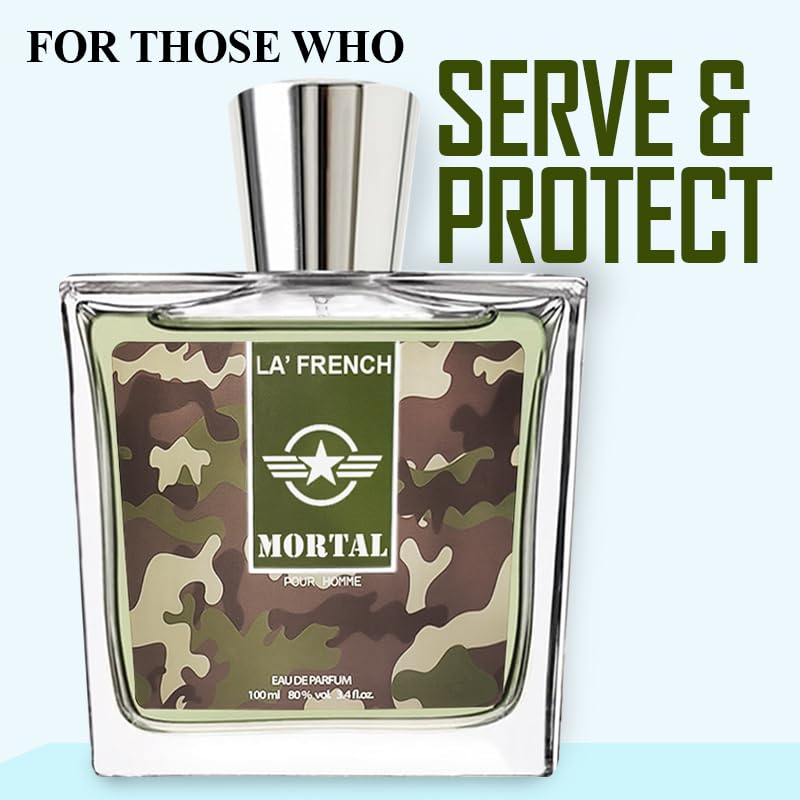 FOR THOSE WHO
SERVE &
PROTECT
LA' FRENCH
MORTAL
POUR HOMME
EAU DE PARFUM
100 ml 80% vol. 3.4 fl.oz.